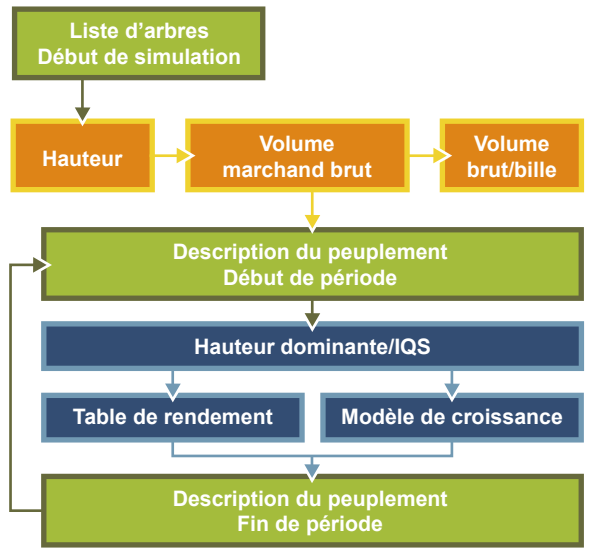 Liste d’arbres
Début de simulation
Hauteur
Volume
marchand brut
Volume
brut/bille
Description du peuplement
Début de période
Hauteur dominante/IQS
Table de rendement
Modèle de croissance
Description du peuplement
Fin de période